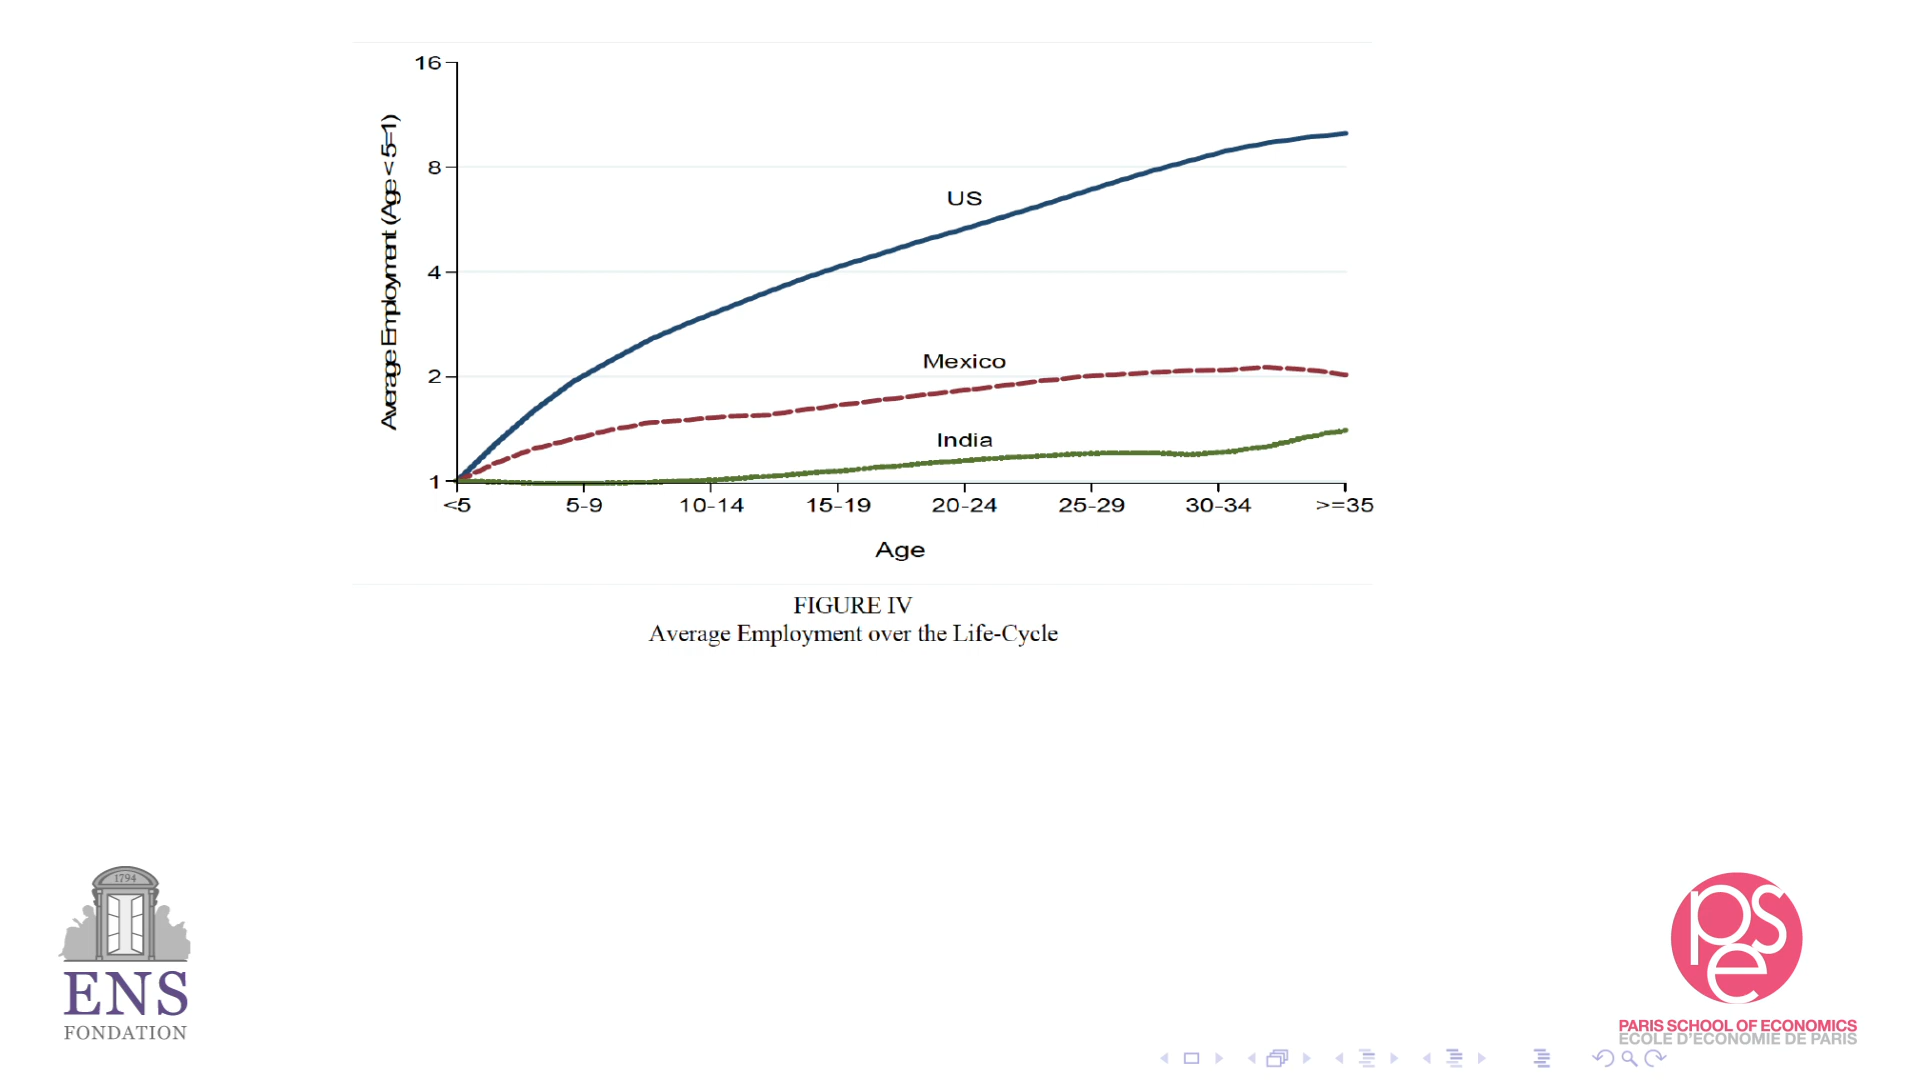 16
8
4
2
1
Average Employment (Age <5=1)
US
Mexico
India
<5 5-9 10-14 15-19 20-24 25-29 30-34 >=35
Age
FIGURE IV
Average Employment over the Life-Cycle
1794
ENS
FONDATION
pse
PARIS SCHOOL OF ECONOMICS
ECOLE D'ECONOMIE DE PARIS